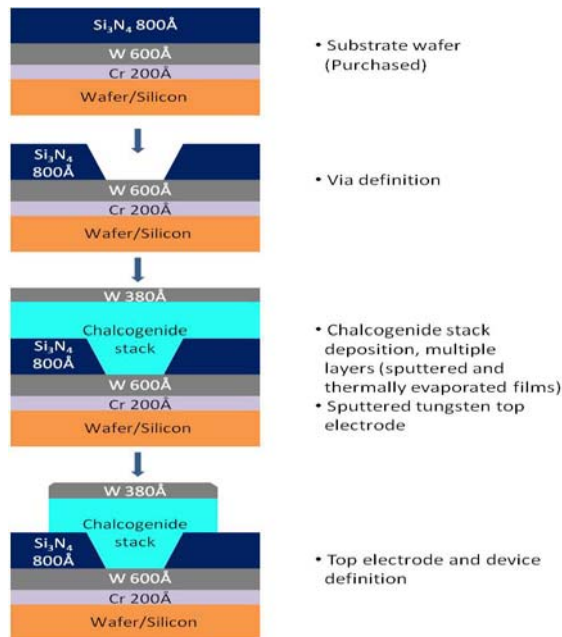 Si₃N₄ 800Å
W 600Å
Cr 200Å
Wafer/Silicon
• Substrate wafer
(Purchased)
Si₃N₄
800Å
W 600Å
Cr 200Å
Wafer/Silicon
• Via definition
W 380Å
Chalcogenide
stack
Si₃N₄
800Å
W 600Å
Cr 200Å
Wafer/Silicon
• Chalcogenide stack
deposition, multiple
layers (sputtered and
thermally evaporated films)
• Sputtered tungsten top
electrode
W 380Å
Chalcogenide
stack
Si₃N₄
800Å
W 600Å
Cr 200Å
Wafer/Silicon
• Top electrode and device
definition